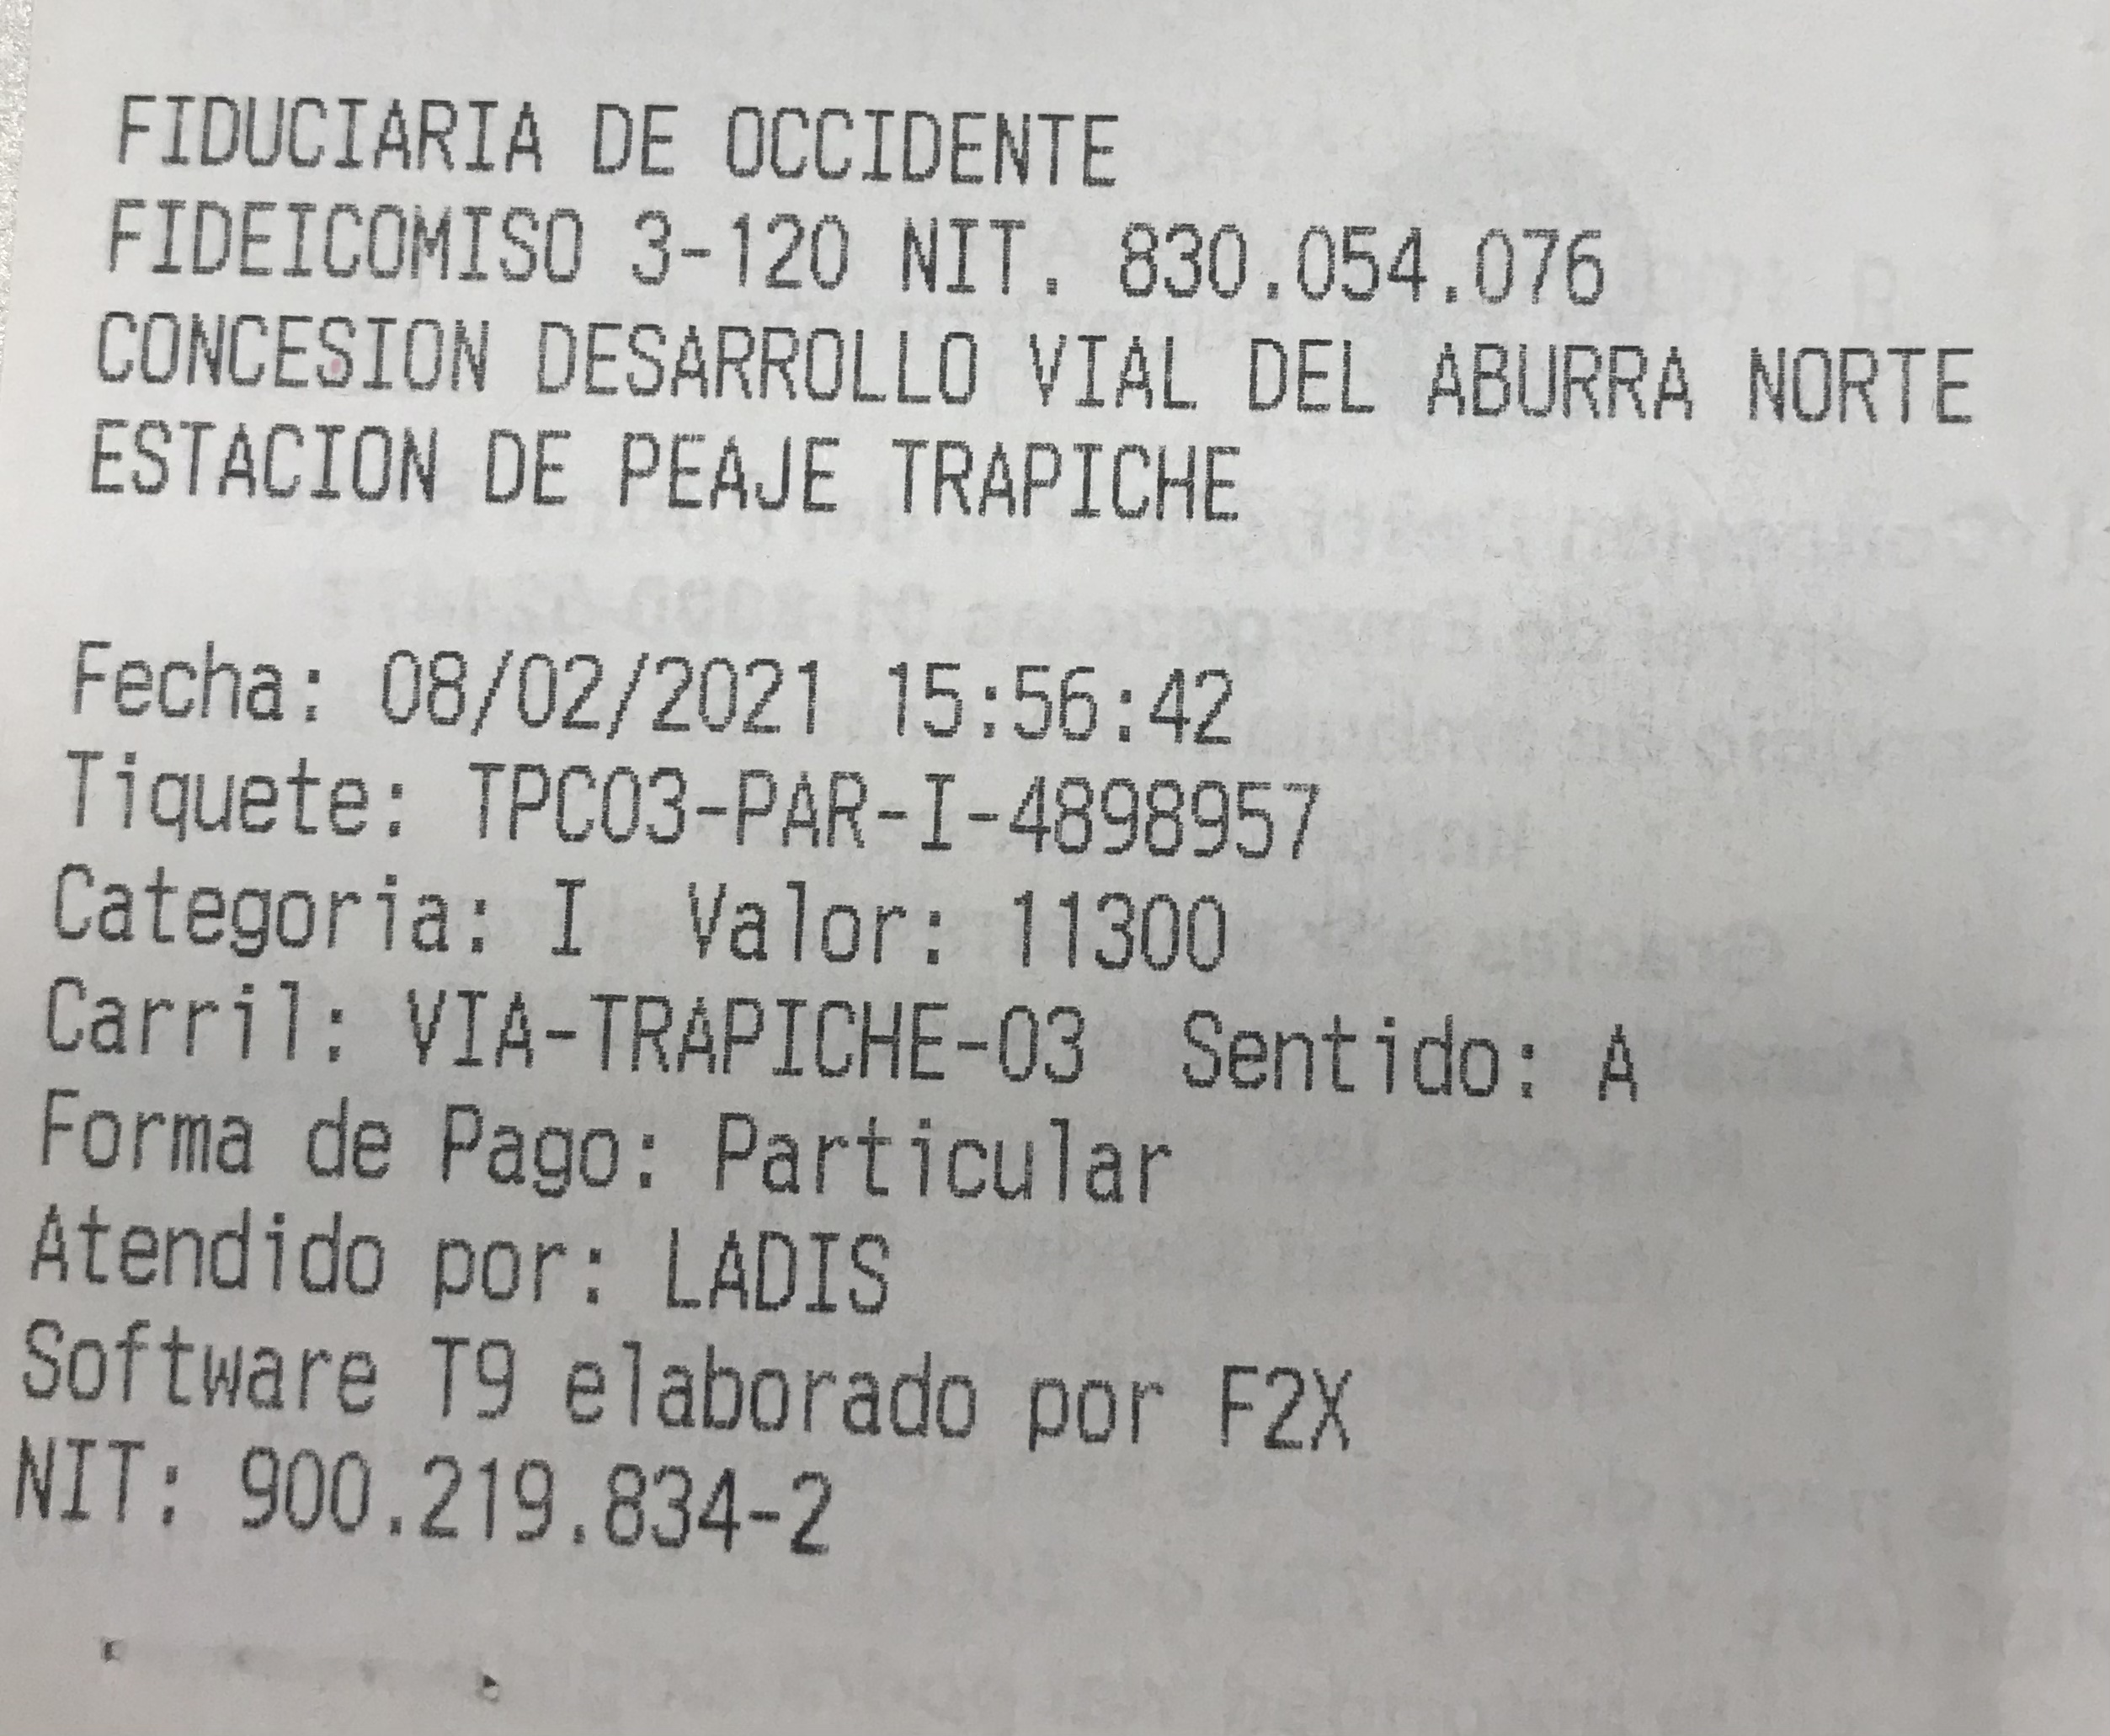 FIDUCIARIA DE OCCIDENTE
FIDEICOMISO 3-120 NIT. 830.054.076
CONCESION DESARROLLO VIAL DEL ABURRA NORTE
ESTACION DE PEAJE TRAPICHE
Fecha: 08/02/2021 15:56:42
Tiquete: TPC03-PAR-I-4898957
Categoria: I Valor: 11300
Carril: VIA-TRAPICHE-03 Sentido: A
Forma de Pago: Particular
Atendido por: LADIS
Software T9 elaborado por F2X
NIT: 900.219.834-2